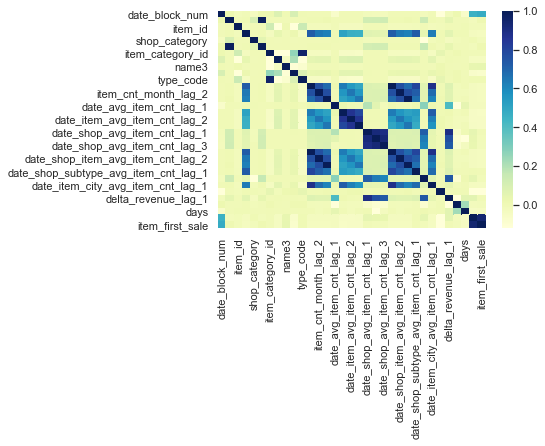 date_block_num
item_id
shop_category
item_category_id
name3
type_code
item_cnt_month_lag_2
date_avg_item_cnt_lag_1
date_item_avg_item_cnt_lag_2
date_shop_avg_item_cnt_lag_1
date_shop_avg_item_cnt_lag_3
date_shop_item_avg_item_cnt_lag_2
date_shop_subtype_avg_item_cnt_lag_1
date_item_city_avg_item_cnt_lag_1
delta_revenue_lag_1
days
item_first_sale
1.0
0.8
0.6
0.4
0.2
0.0
date_block_num
item_id
shop_category
item_category_id
name3
type_code
item_cnt_month_lag_2
date_avg_item_cnt_lag_1
date_item_avg_item_cnt_lag_2
date_shop_avg_item_cnt_lag_1
date_shop_avg_item_cnt_lag_3
date_shop_item_avg_item_cnt_lag_2
date_shop_subtype_avg_item_cnt_lag_1
date_item_city_avg_item_cnt_lag_1
delta_revenue_lag_1
days
item_first_sale